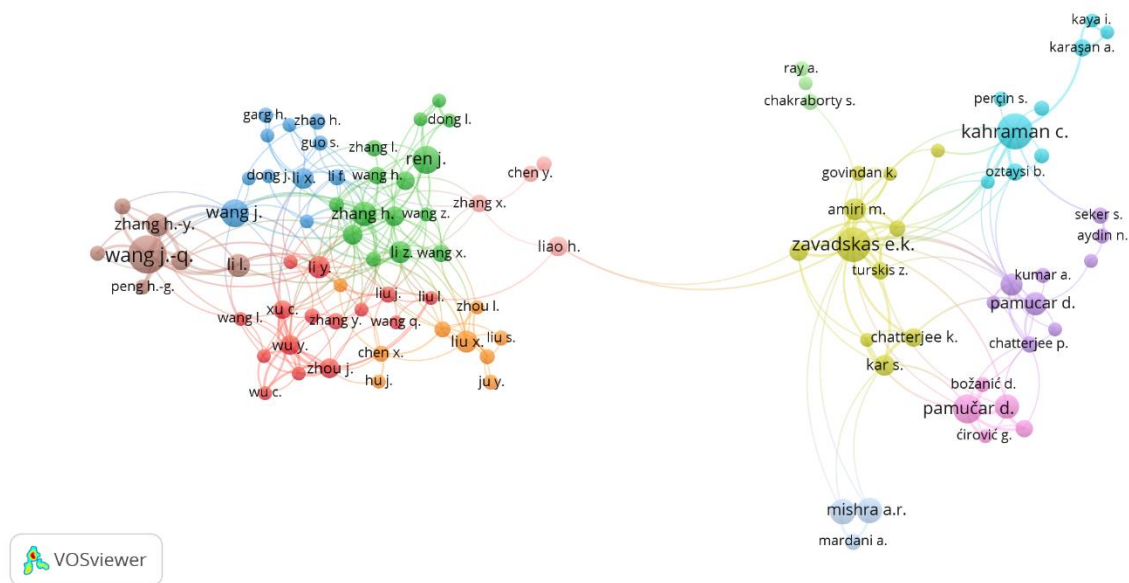 kaya i.
karaşan a.
ray a.
chakraborty s.
perçin s.
kahraman c.
garg h.
zhao h.
dong l.
guo s.
zhang l.
ren j.
govindan k.
oztaysi b.
dong j.
li x.
li f.
wang h.
chen y.
zhang x.
wang j.
zhang h.
wang z.
amiri m.
seker s.
aydin n.
zhang h.-y.
wang j.-q.
li l.
li y.
li z.
wang x.
liao h.
zavadskas e.k.
turskis z.
kumar a.
peng h.-g.
liu j.
liu l.
zhou l.
pamucar d.
xu c.
wang l.
zhang y.
wang q.
wu y.
liu x.
liu s.
chatterjee k.
chatterjee p.
chen x.
zhou j.
kar s.
hu j.
ju y.
wu c.
božanić d.
pamučar d.
ćirović g.
mishra a.r.
mardani a.
VOSviewer